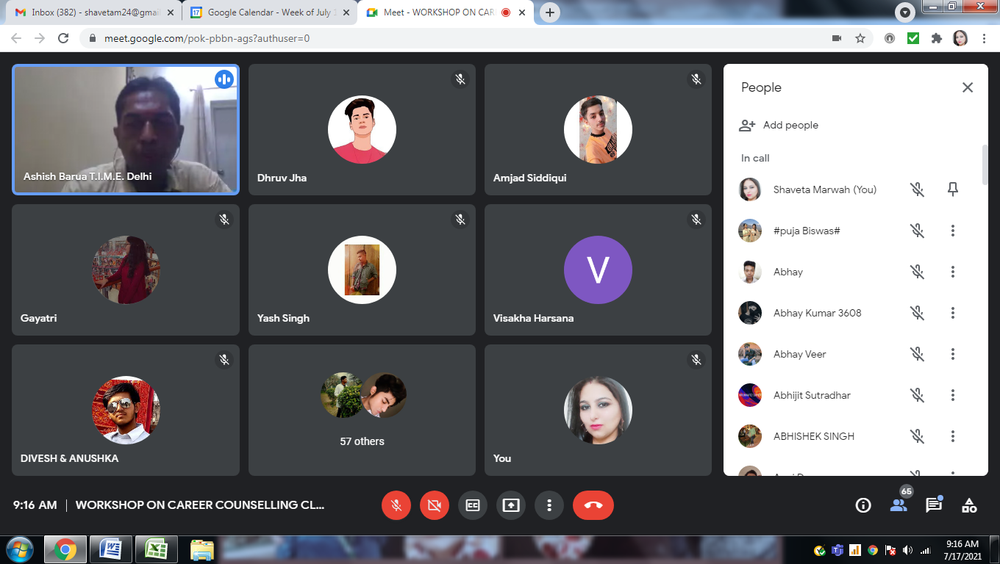 Inbox (382) - shavetam24@gmai
Google Calendar - Week of July 1
Meet - WORKSHOP ON CAR
meet.google.com/pok-pbbn-ags?authuser=0
Ashish Barua T.I.M.E. Delhi
Dhruv Jha
Amjad Siddiqui
Gayatri
Yash Singh
V
Visakha Harsana
DIVESH & ANUSHKA
57 others
You
People
Add people
In call
Shaveta Marwah (You)
#puja Biswas#
Abhay
Abhay Kumar 3608
Abhay Veer
Abhijit Sutradhar
ABHISHEK SINGH
9:16 AM | WORKSHOP ON CAREER COUNSELLING CL...
CC
65
9:16 AM
7/17/2021